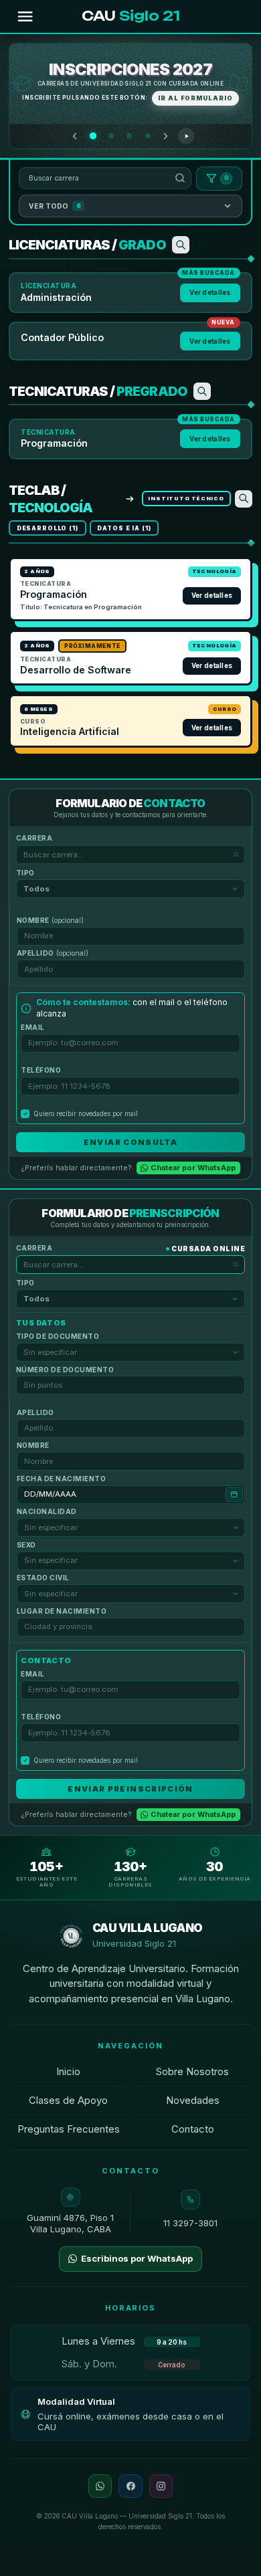 CAU Siglo 21
INSCRIPCIONES 2027
CARRERAS DE UNIVERSIDAD SIGLO 21 CON CURSADA ONLINE
INSCRIBITE PULSANDO ESTE BOTÓN: IR AL FORMULARIO
Buscar carrera
0
VER TODO 6
LICENCIATURAS / GRADO
MÁS BUSCADA
LICENCIATURA
Administración
Ver detalles
NUEVA
Contador Público
Ver detalles
TECNICATURAS / PREGRADO
MÁS BUSCADA
TECNICATURA
Programación
Ver detalles
TECLAB / TECNOLOGÍA
INSTITUTO TÉCNICO
DESARROLLO (1) DATOS E IA (1)
2 AÑOS TECNOLOGÍA
TECNICATURA
Programación
Título: Tecnicatura en Programación
Ver detalles
2 AÑOS PRÓXIMAMENTE TECNOLOGÍA
TECNICATURA
Desarrollo de Software
Ver detalles
6 MESES CURSO
CURSO
Inteligencia Artificial
Ver detalles
FORMULARIO DE CONTACTO
Dejanos tus datos y te contactamos para orientarte.
CARRERA
Buscar carrera...
TIPO
Todos
NOMBRE (opcional)
Nombre
APELLIDO (opcional)
Apellido
Cómo te contestamos: con el mail o el teléfono alcanza
EMAIL
Ejemplo: tu@correo.com
TELÉFONO
Ejemplo: 11 1234-5678
Quiero recibir novedades por mail
ENVIAR CONSULTA
¿Preferís hablar directamente? Chatear por WhatsApp
FORMULARIO DE PREINSCRIPCIÓN
Completá tus datos y adelantamos tu preinscripción.
CARRERA CURSADA ONLINE
Buscar carrera...
TIPO
Todos
TUS DATOS
TIPO DE DOCUMENTO
Sin especificar
NÚMERO DE DOCUMENTO
Sin puntos
APELLIDO
Apellido
NOMBRE
Nombre
FECHA DE NACIMIENTO
DD/MM/AAAA
NACIONALIDAD
Sin especificar
SEXO
Sin especificar
ESTADO CIVIL
Sin especificar
LUGAR DE NACIMIENTO
Ciudad y provincia
CONTACTO
EMAIL
Ejemplo: tu@correo.com
TELÉFONO
Ejemplo: 11 1234-5678
Quiero recibir novedades por mail
ENVIAR PREINSCRIPCIÓN
¿Preferís hablar directamente? Chatear por WhatsApp
105+
ESTUDIANTES ESTE AÑO
130+
CARRERAS DISPONIBLES
30
AÑOS DE EXPERIENCIA
CAU VILLA LUGANO
Universidad Siglo 21
Centro de Aprendizaje Universitario. Formación
universitaria con modalidad virtual y
acompañamiento presencial en Villa Lugano.
NAVEGACIÓN
Inicio Sobre Nosotros
Clases de Apoyo Novedades
Preguntas Frecuentes Contacto
CONTACTO
Guaminí 4876, Piso 1
Villa Lugano, CABA
11 3297-3801
Escribinos por WhatsApp
HORARIOS
Lunes a Viernes 9 a 20 hs
Sáb. y Dom. Cerrado
Modalidad Virtual
Cursá online, exámenes desde casa o en el
CAU
© 2026 CAU Villa Lugano — Universidad Siglo 21. Todos los
derechos reservados.